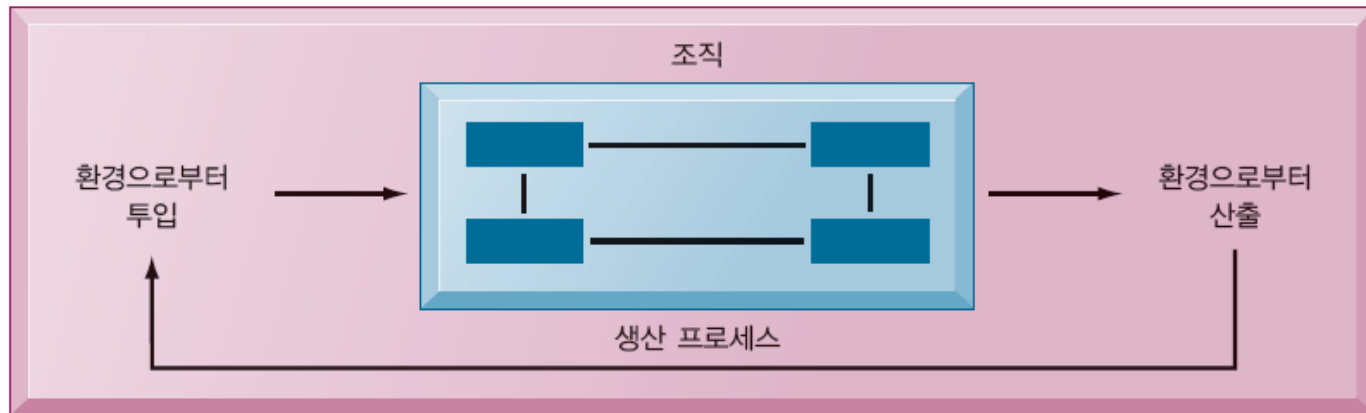 조직
환경으로부터
투입
환경으로부터
산출
생산 프로세스